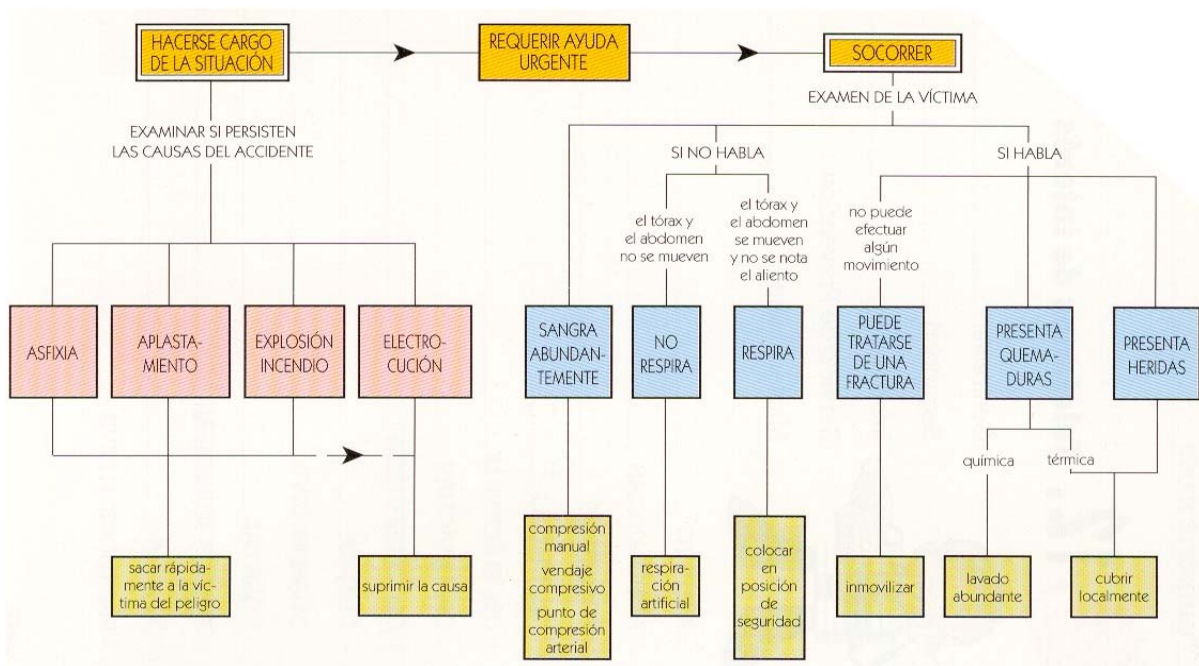 HACERSE CARGO
DE LA SITUACIÓN
REQUERIR AYUDA
URGENTE
SOCORRER
EXAMEN DE LA VÍCTIMA
EXAMINAR SI PERSISTEN
LAS CAUSAS DEL ACCIDENTE
SI NO HABLA
SI HABLA
el tórax y
el abdomen
no se mueven
el tórax y
el abdomen
se mueven
y no se nota
el aliento
no puede
efectuar
algún
movimiento
ASFIXIA
APLASTA-
MIENTO
EXPLOSIÓN
INCENDIO
ELECTRO-
CUCIÓN
SANGRA
ABUNDAN-
TEMENTE
NO
RESPIRA
RESPIRA
PUEDE
TRATARSE
DE UNA
FRACTURA
PRESENTA
QUEMA-
DURAS
PRESENTA
HERIDAS
química
térmica
sacar rápida-
mente a la víc-
tima del peligro
suprimir la causa
compresión
manual
vendaje
compresivo
punto de
compresión
arterial
respira-
ción
artificial
colocar
en
posición
de
seguridad
inmovilizar
lavado
abundante
cubrir
localmente